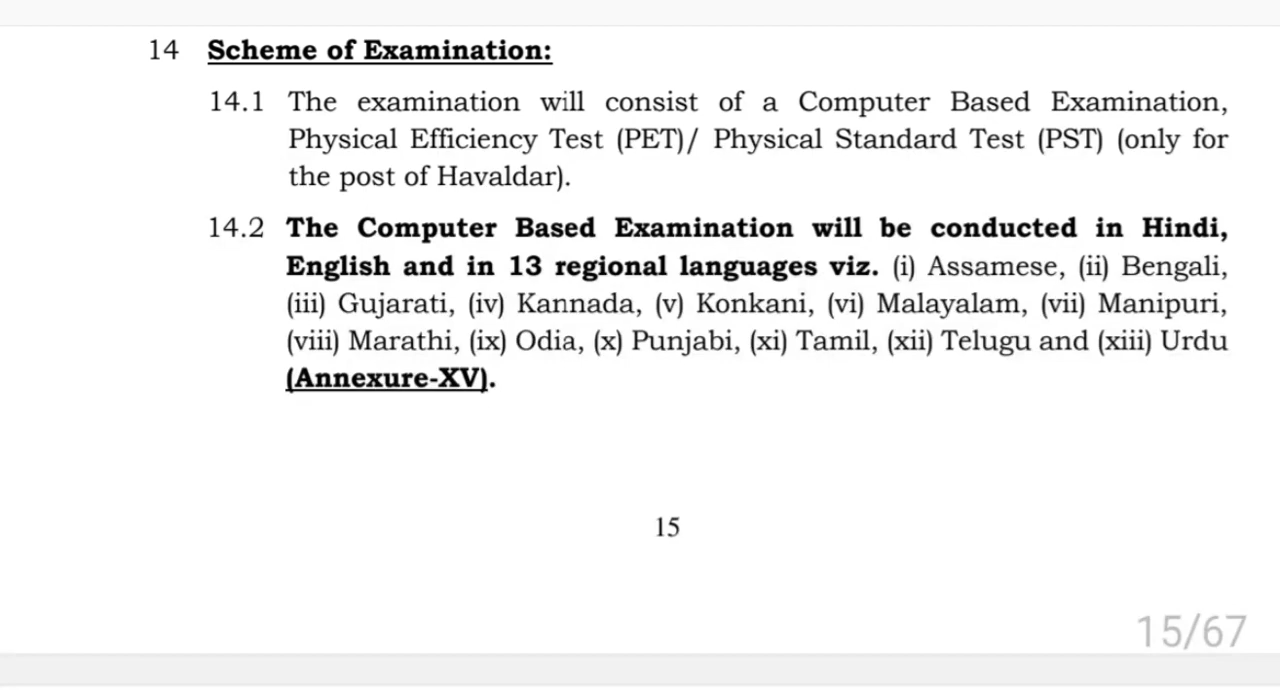 14 Scheme of Examination:
14.1 The examination will consist of a Computer Based Examination,
Physical Efficiency Test (PET)/ Physical Standard Test (PST) (only for
the post of Havaldar).
14.2 The Computer Based Examination will be conducted in Hindi,
English and in 13 regional languages viz. (i) Assamese, (ii) Bengali,
(iii) Gujarati, (iv) Kannada, (v) Konkani, (vi) Malayalam, (vii) Manipuri,
(viii) Marathi, (ix) Odia, (x) Punjabi, (xi) Tamil, (xii) Telugu and (xiii) Urdu
(Annexure-XV).
15
15/67